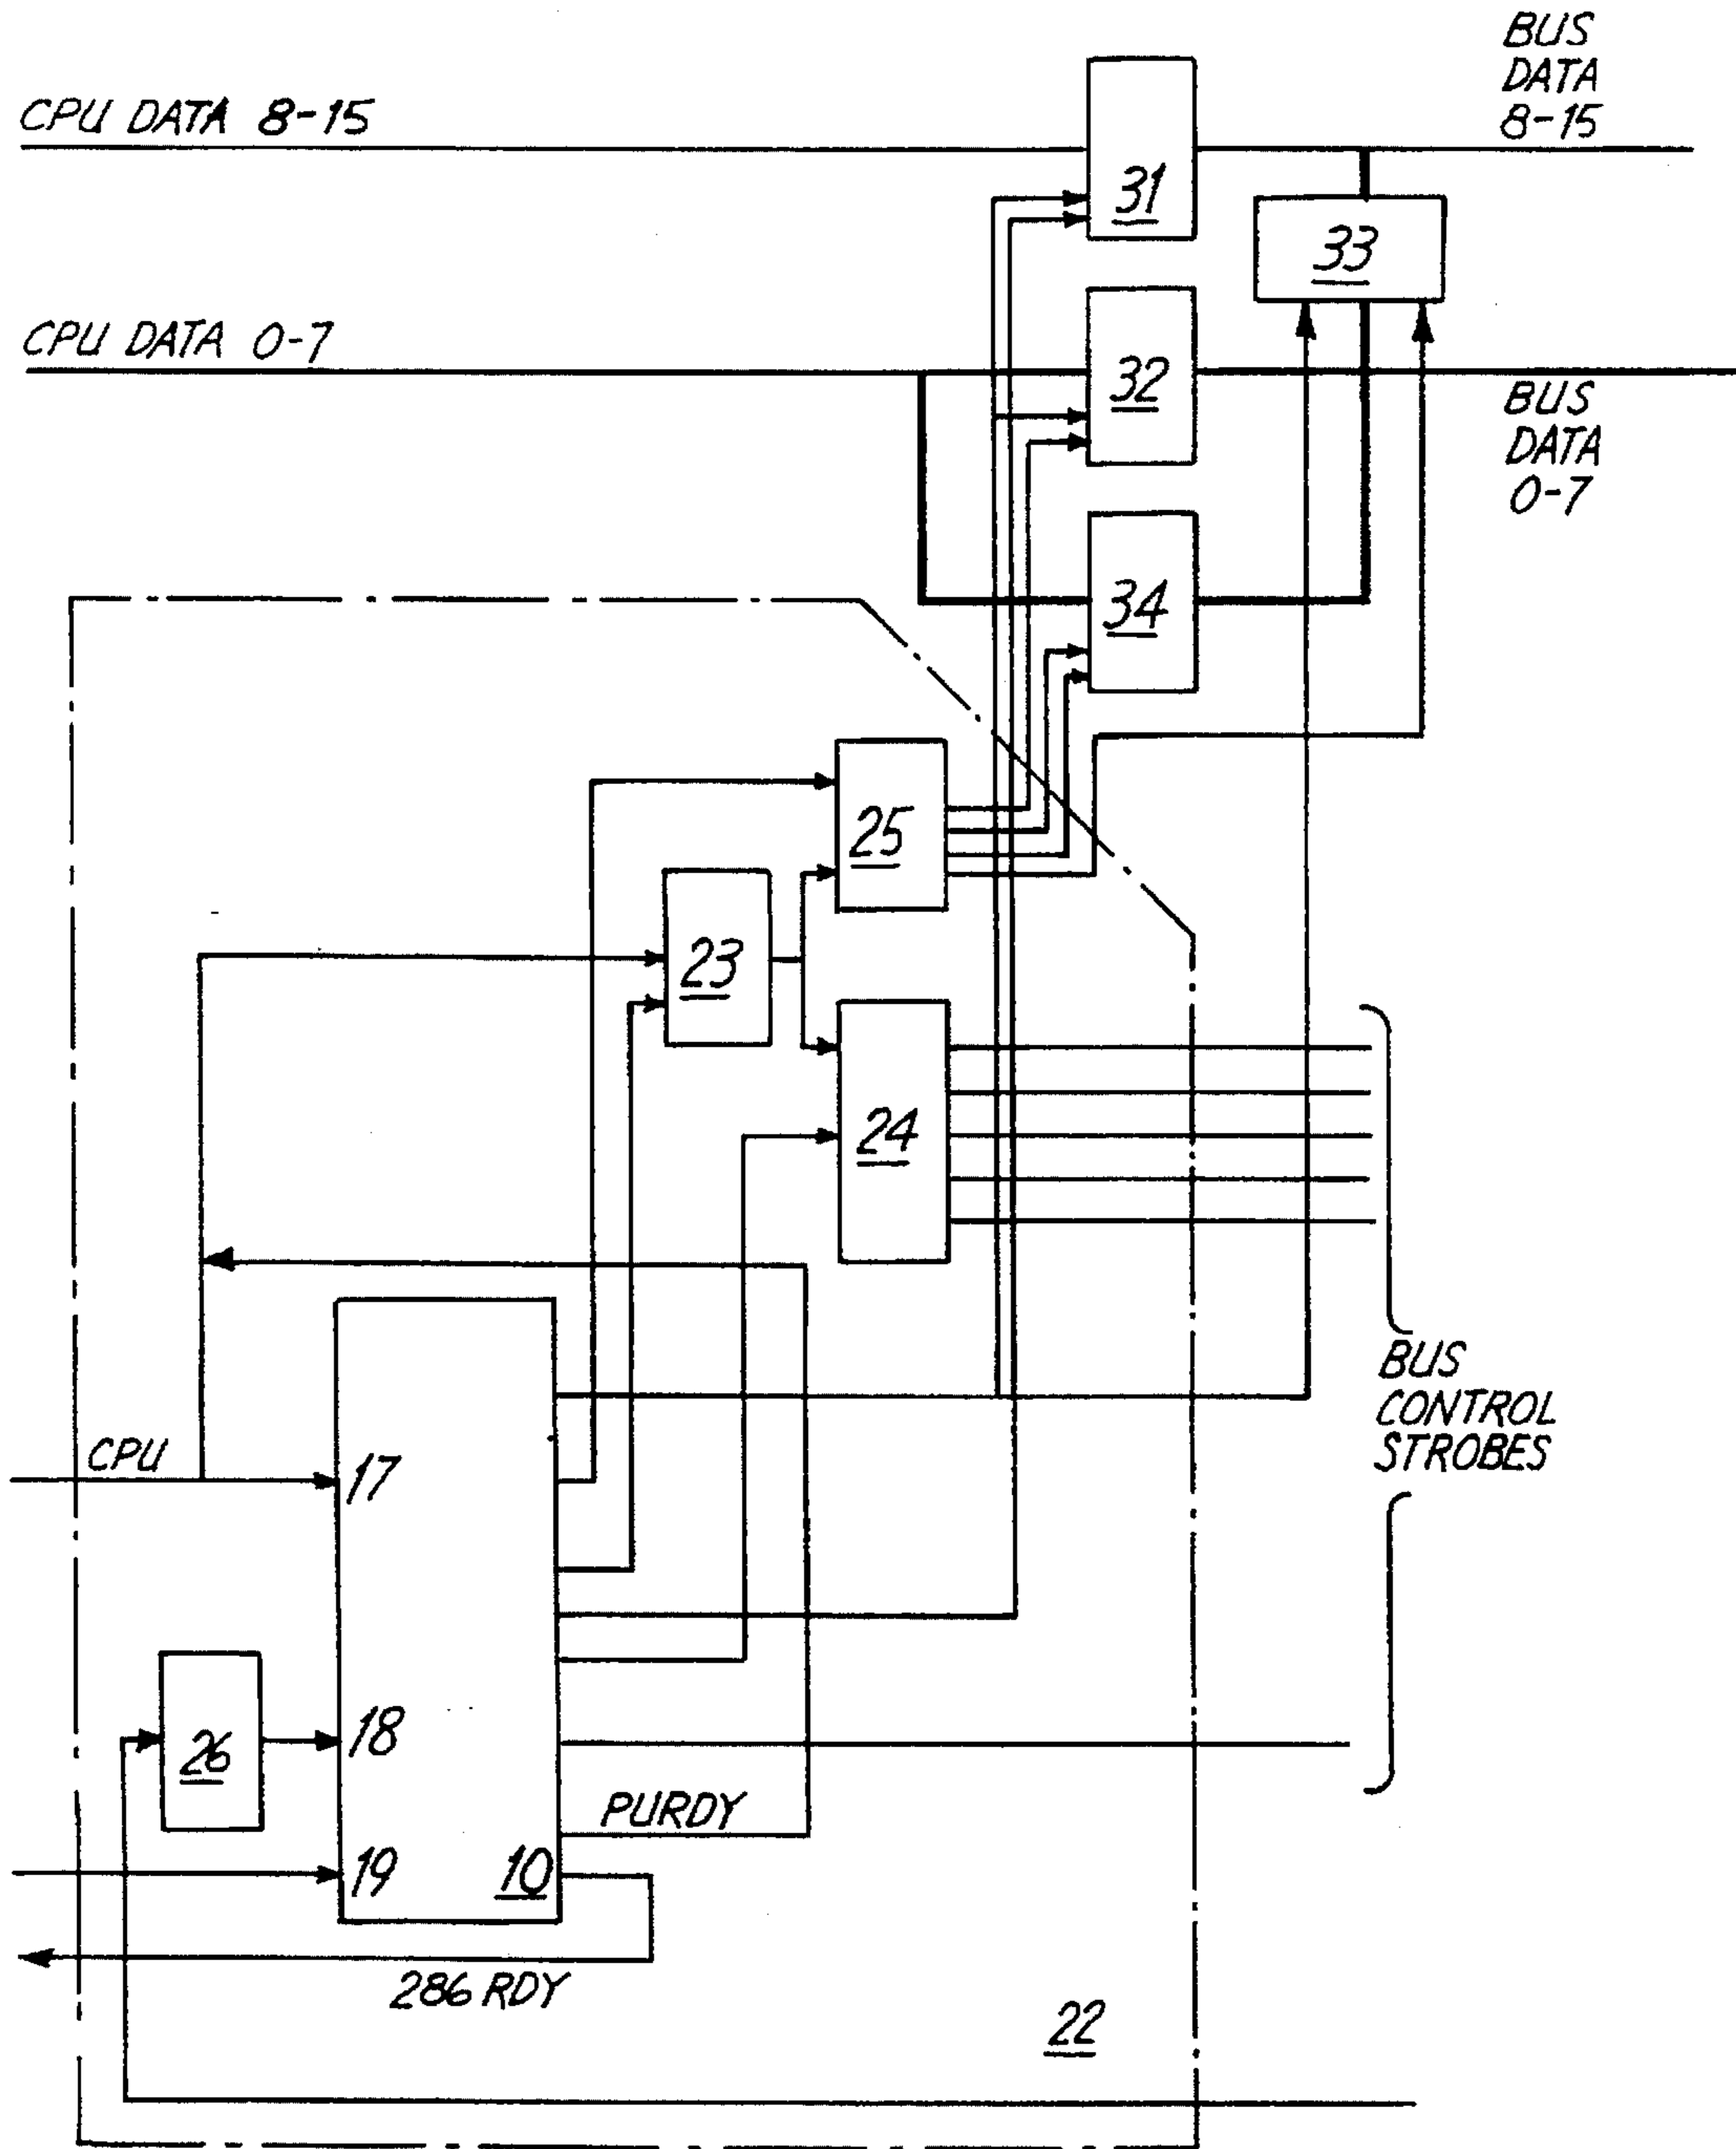 BUS
DATA
8-15
CPU DATA 8-15
31
33
CPU DATA 0-7
32
BUS
DATA
0-7
34
25
23
24
BUS
CONTROL
STROBES
CPU
17
18
26
PURDY
19
10
286 RDY
22